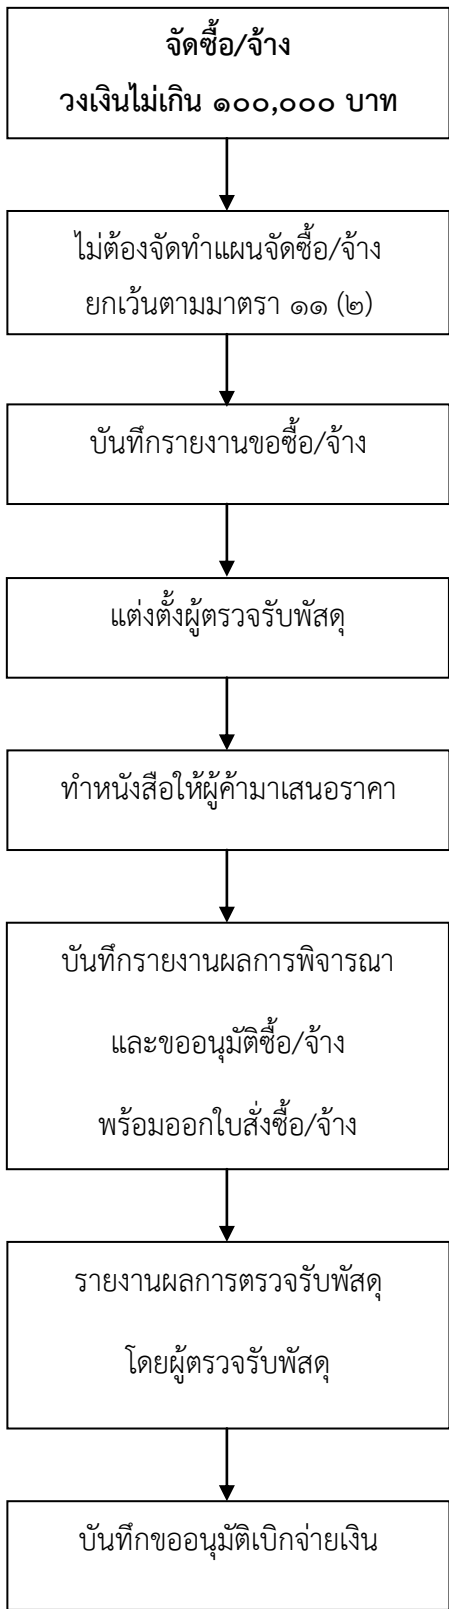 จัดซื้อ/จ้าง
วงเงินไม่เกิน ๑๐๐,๐๐๐ บาท
ไม่ต้องจัดทำแผนจัดซื้อ/จ้าง
ยกเว้นตามมาตรา ๑๑ (๒)
บันทึกรายงานขอซื้อ/จ้าง
แต่งตั้งผู้ตรวจรับพัสดุ
ทำหนังสือให้ผู้ค้ามาเสนอราคา
บันทึกรายงานผลการพิจารณา
และขออนุมัติซื้อ/จ้าง
พร้อมออกใบสั่งซื้อ/จ้าง
รายงานผลการตรวจรับพัสดุ
โดยผู้ตรวจรับพัสดุ
บันทึกขออนุมัติเบิกจ่ายเงิน